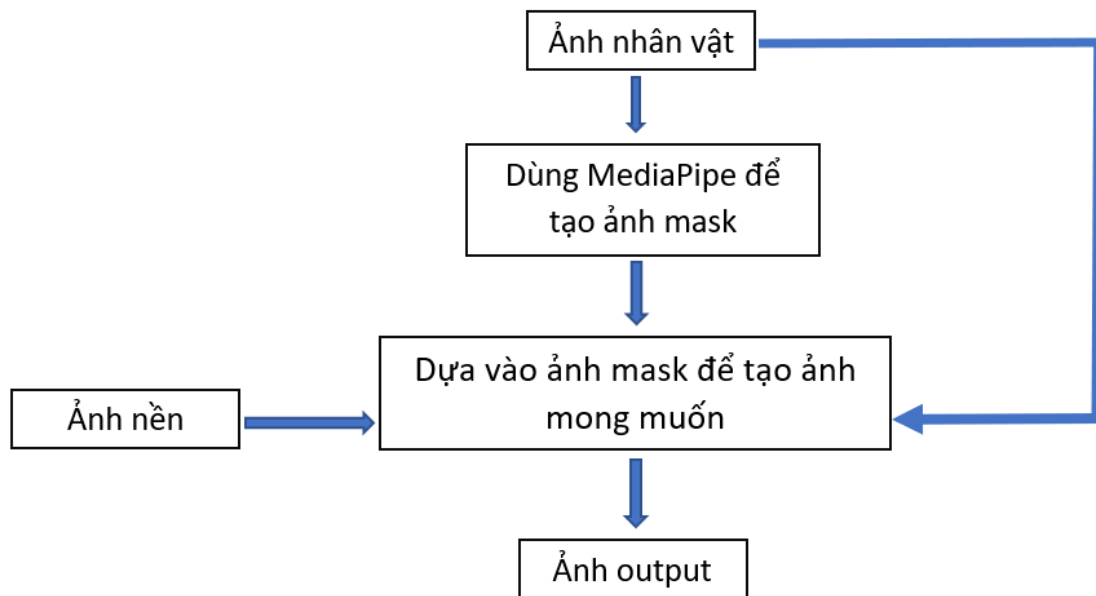 Ảnh nhân vật
Dùng MediaPipe để
tạo ảnh mask
Dựa vào ảnh mask để tạo ảnh
mong muốn
Ảnh nền
Ảnh output